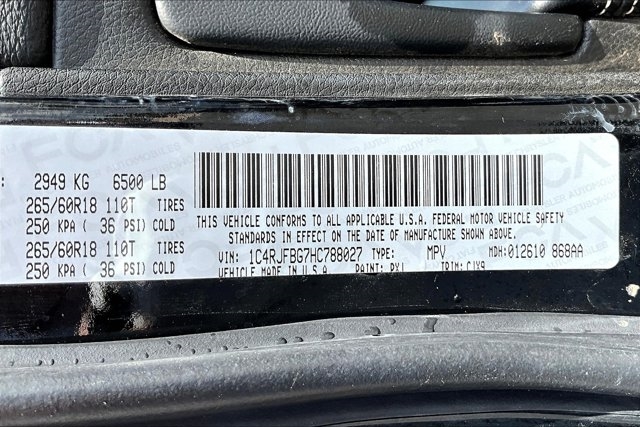 : 2949 KG 6500 LB
265/60R18 110T TIRES
250 KPA ( 36 PSI) COLD
265/60R18 110T TIRES
250 KPA ( 36 PSI) COLD
THIS VEHICLE CONFORMS TO ALL APPLICABLE U.S.A. FEDERAL MOTOR VEHICLE SAFETY
STANDARDS IN EFFECT ON THE DATE OF MANUFACTURE SHOWN ABOVE.
VIN: 1C4RJFBG7HC788027 TYPE: MPV MDH:012610 868AA
VEHICLE MADE IN U.S.A. PAINT: PXJ TRIM: CJX9